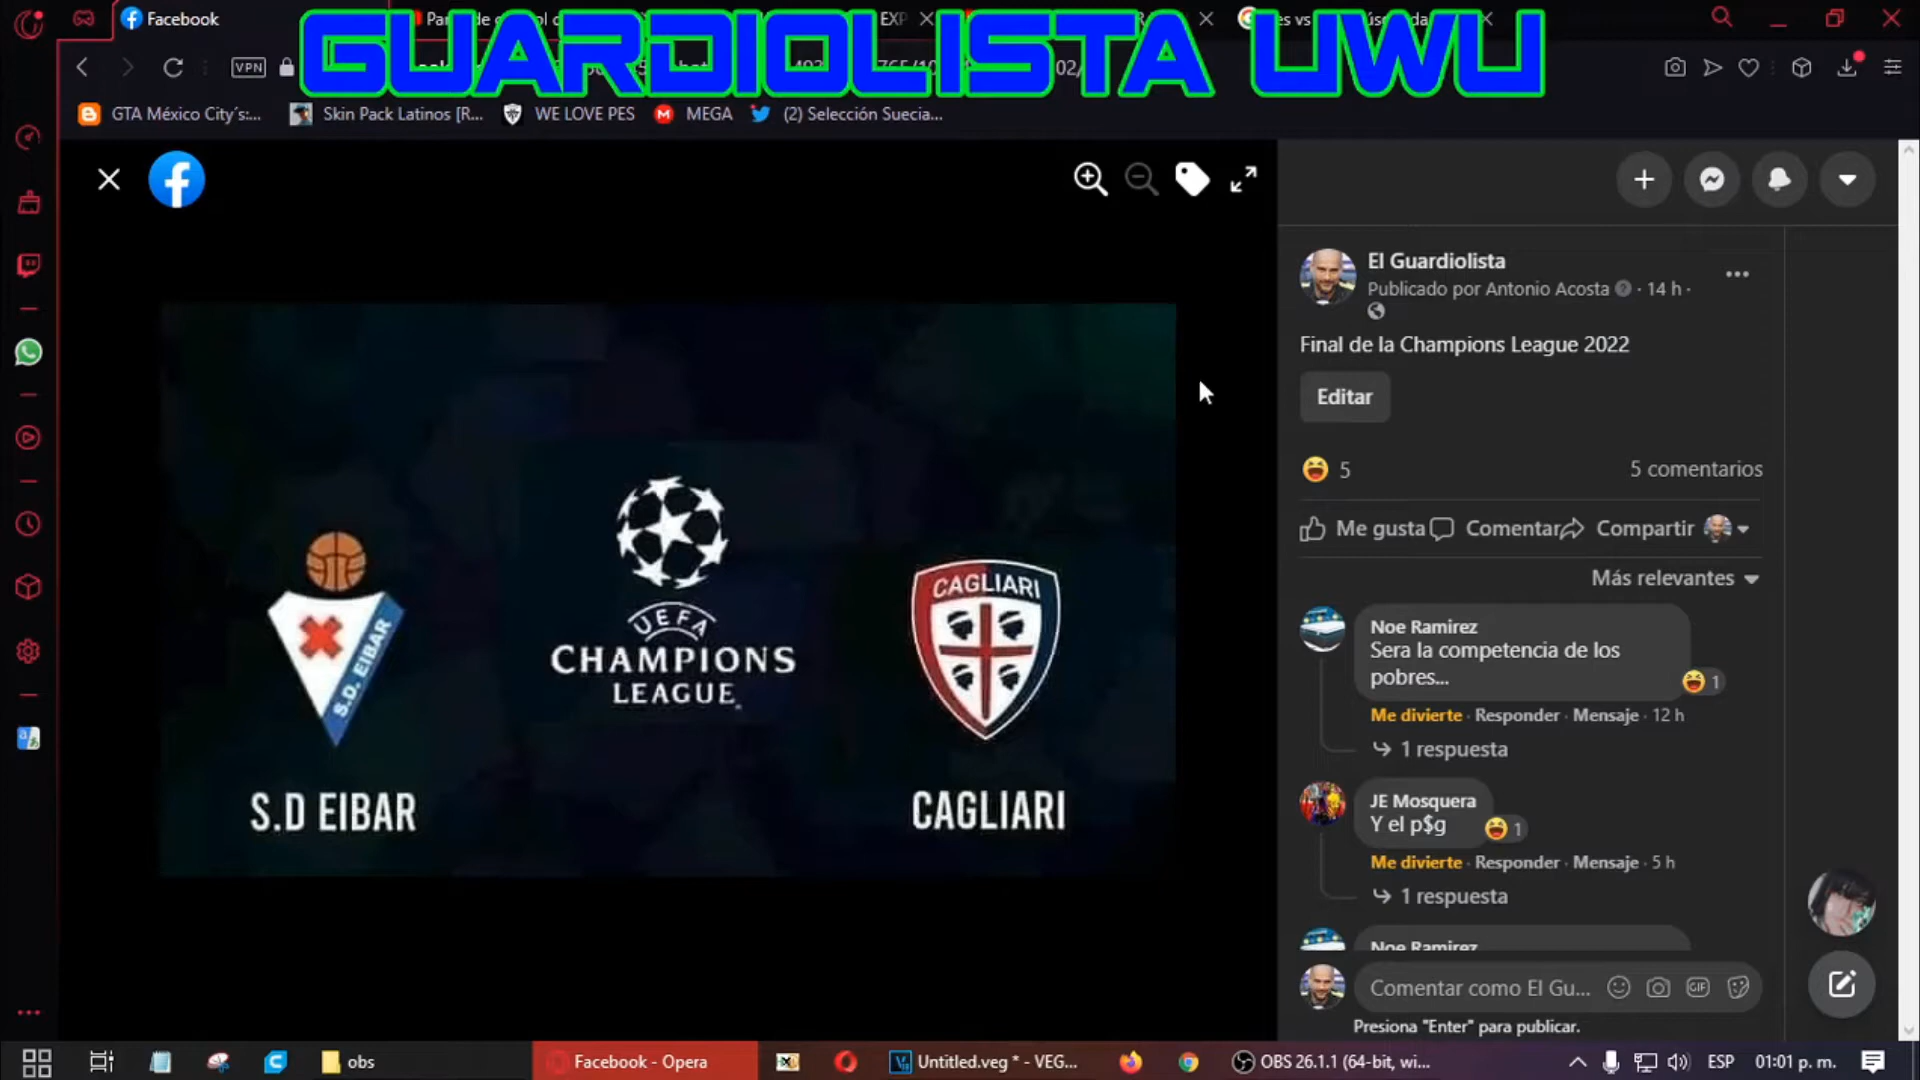 Facebook
GUARDIOLISTA UWU
VPN
GTA México City´s:...
Skin Pack Latinos [R...
WE LOVE PES
MEGA
(2) Selección Suecia...
El Guardiolista
Publicado por Antonio Acosta · 14 h ·
Final de la Champions League 2022
Editar
5
5 comentarios
Me gusta
Comentar
Compartir
Más relevantes
Noe Ramirez
Sera la competencia de los
pobres...
1
Me divierte · Responder · Mensaje · 12 h
1 respuesta
JE Mosquera
Y el p$g
1
Me divierte · Responder · Mensaje · 5 h
1 respuesta
Noe Ramirez
Comentar como El Gu...
GIF
Presiona "Enter" para publicar.
S.D. EIBAR
UEFA
CHAMPIONS
LEAGUE
CAGLIARI
S.D EIBAR
CAGLIARI
obs
Facebook - Opera
Untitled.veg * - VEG...
OBS 26.1.1 (64-bit, wi...
ESP
01:01 p. m.